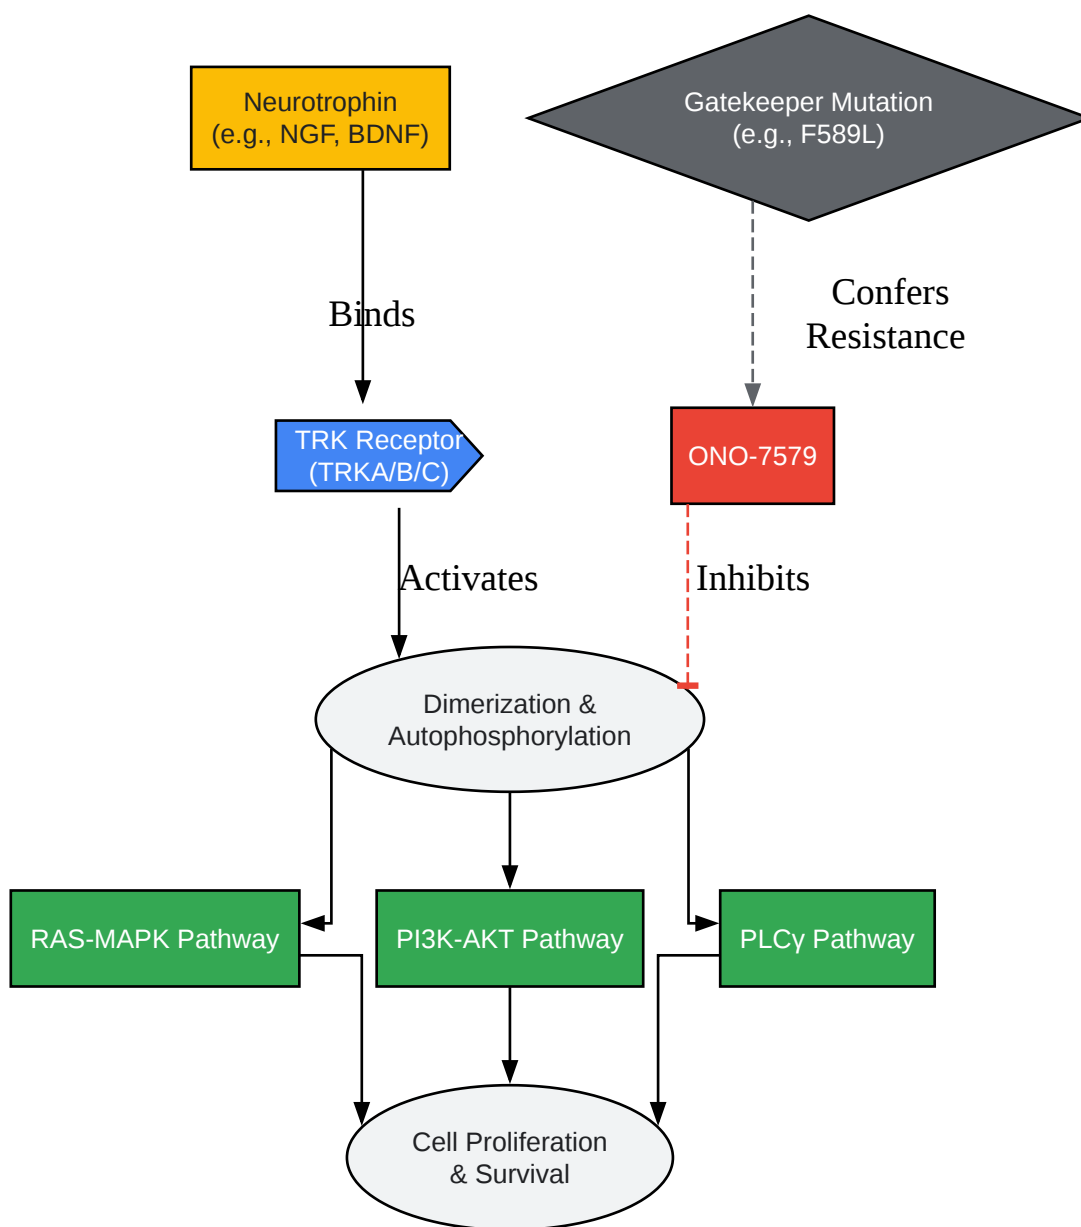 Neurotrophin
(e.g., NGF, BDNF)
Gatekeeper Mutation
(e.g., F589L)
Binds
Confers
Resistance
TRK Receptor
(TRKA/B/C)
ONO-7579
Activates
Inhibits
Dimerization &
Autophosphorylation
RAS-MAPK Pathway
PI3K-AKT Pathway
PLCγ Pathway
Cell Proliferation
& Survival